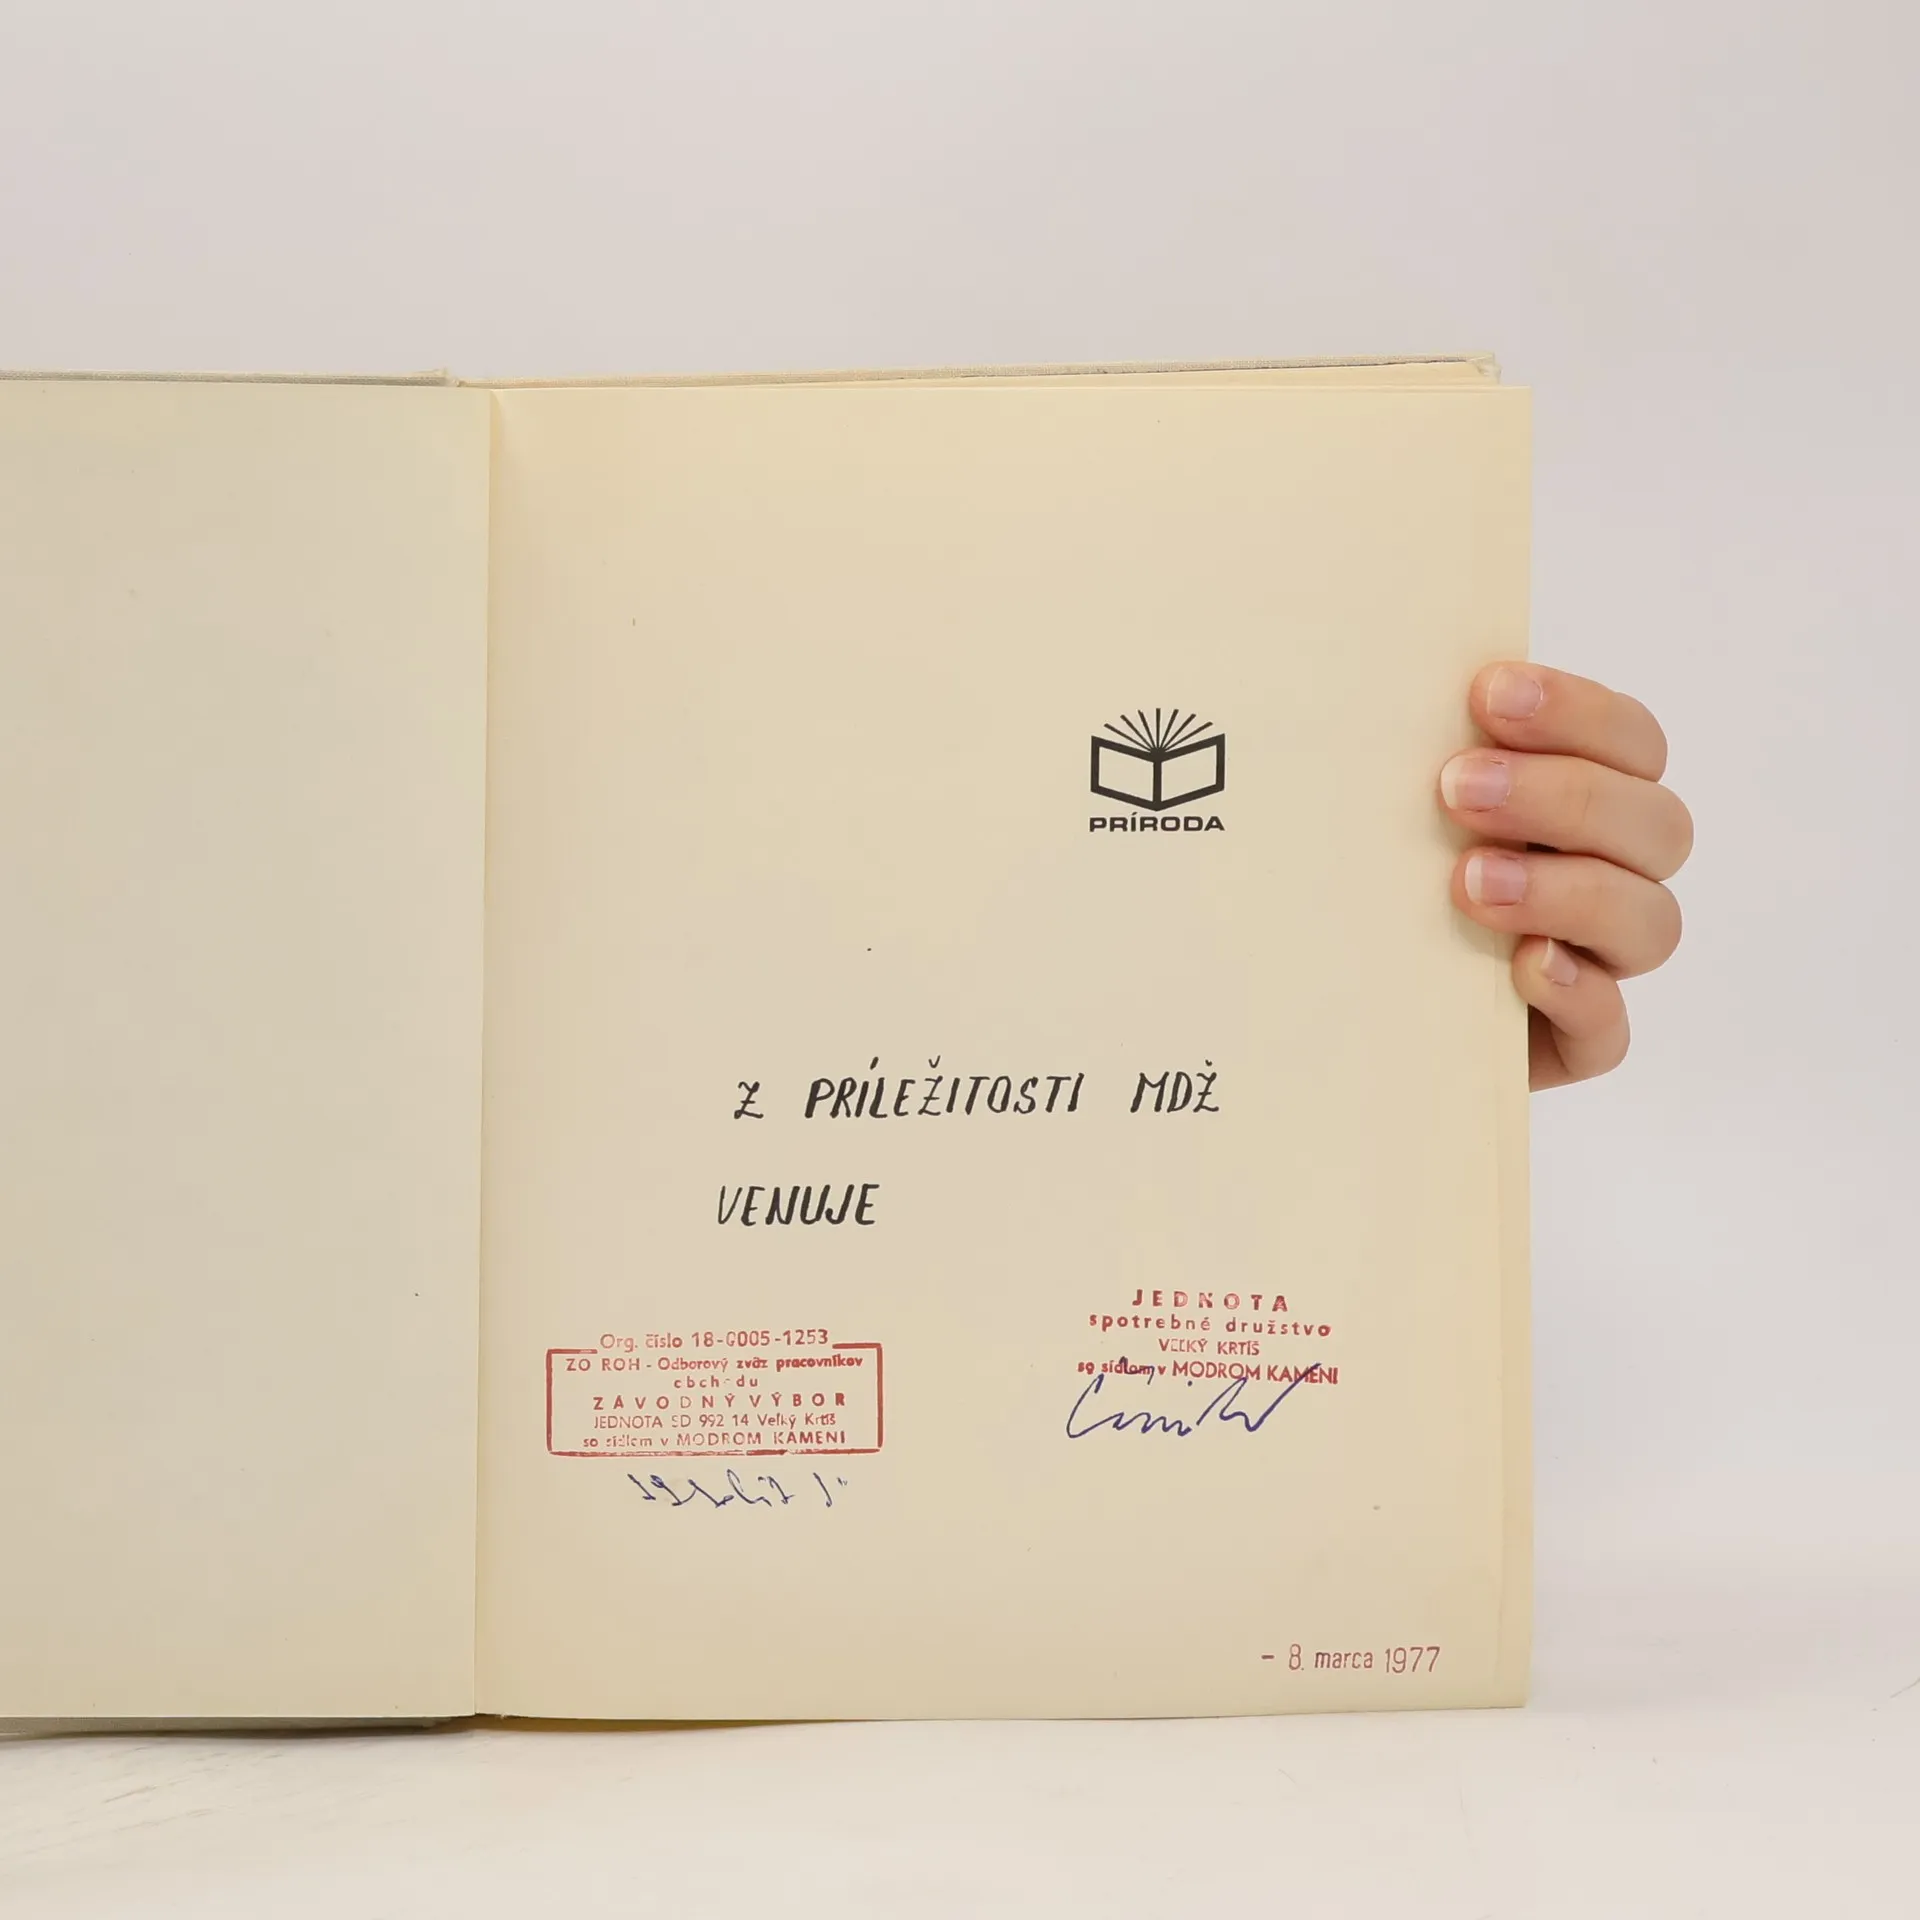 PRÍRODA
Z PRÍLEŽITOSTI MDŽ
VENUJE
JEDNOTA
spotrebné družstvo
VEĽKÝ KRTÍŠ
so sídlom v MODROM KAMENI
Org. číslo 18-0005-1253
ZO ROH - Odborový zväz pracovníkov
obchodu
ZÁVODNÝ VÝBOR
JEDNOTA SD 992 14 Veľký Krtíš
so sídlom v MODROM KAMENI
- 8. marca 1977